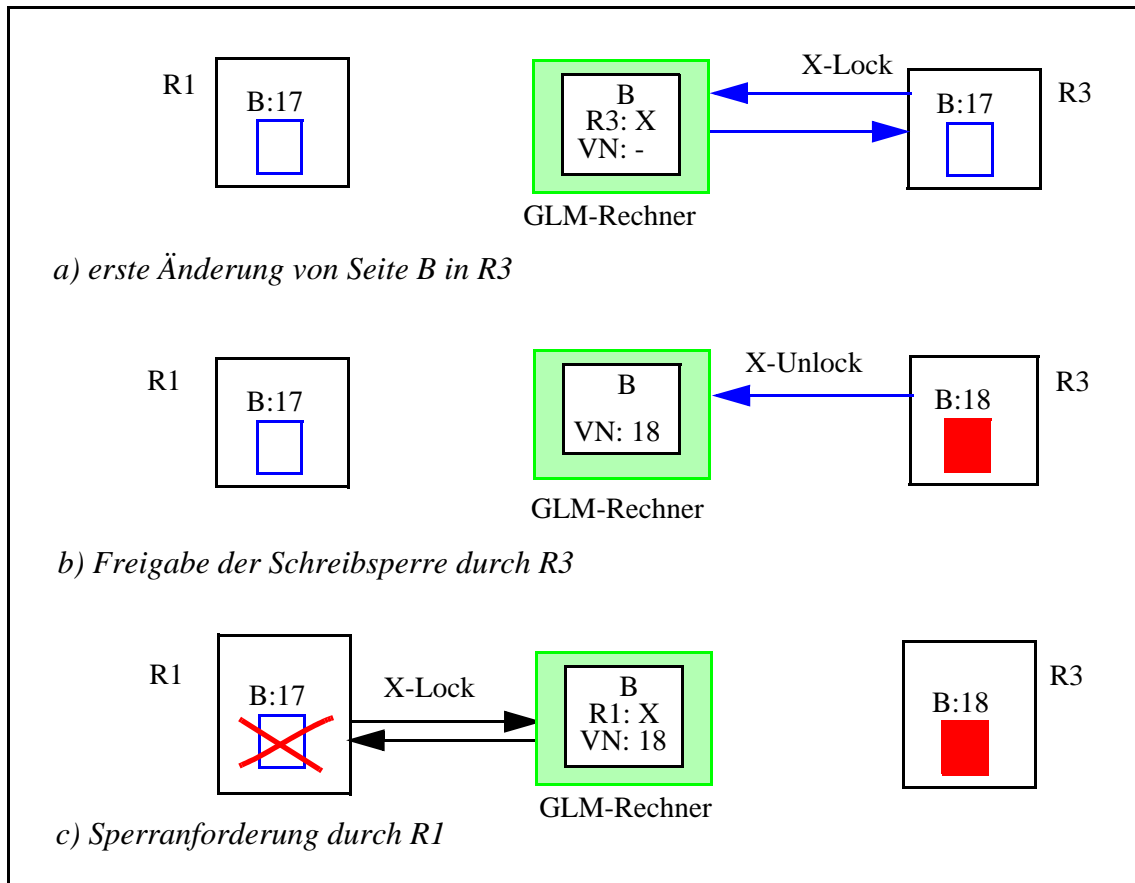 R1
B:17
B
R3: X
VN: -
GLM-Rechner
X-Lock
B:17
R3
a) erste Änderung von Seite B in R3
R1
B:17
B
VN: 18
GLM-Rechner
X-Unlock
B:18
R3
b) Freigabe der Schreibsperre durch R3
R1
B:17
X-Lock
B
R1: X
VN: 18
GLM-Rechner
B:18
R3
c) Sperranforderung durch R1